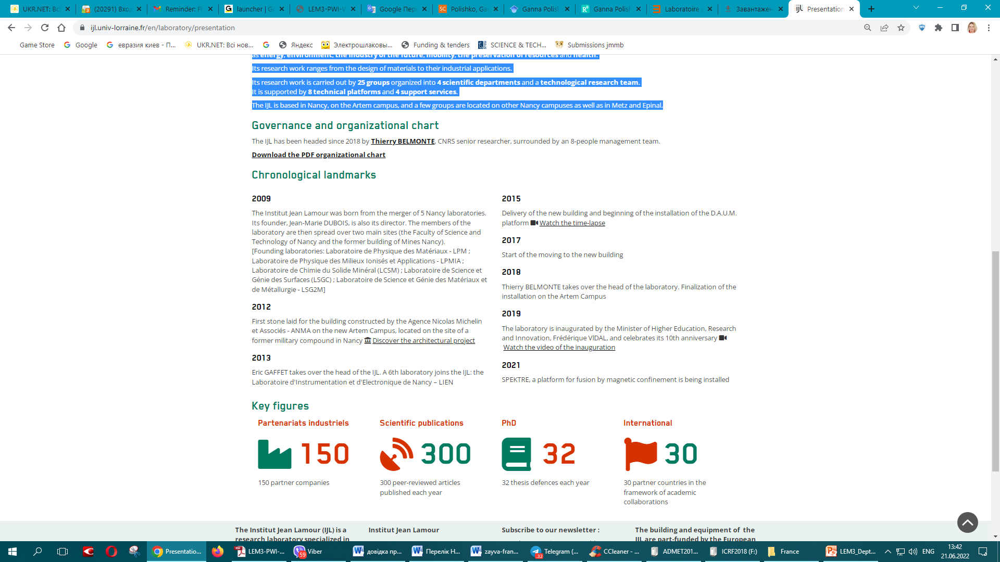 UKR.NET: Вс
(20291) Вход
Reminder: F
launcher | G
LEM3-PWI-V
Google Пер
Polishko, Ga
Ganna Polis
Ganna Polish
Laboratoire
Завантажен
Presentation
ijl.univ-lorraine.fr/en/laboratory/presentation
Game Store
Google
евразия киев - П...
UKR.NET: Всі нов...
Яндекс
Электрошлаковы...
Funding & tenders
SCIENCE & TECH...
Submissions jmmb
as energy, environment, the industry of the future, mobility, the preservation of resources and health.
Its research work ranges from the design of materials to their industrial applications.
Its research work is carried out by 25 groups organized into 4 scientific departments and a technological research team.
It is supported by 8 technical platforms and 4 support services.
The IJL is based in Nancy, on the Artem campus, and a few groups are located on other Nancy campuses as well as in Metz and Epinal.
Governance and organizational chart
The IJL has been headed since 2018 by Thierry BELMONTE, CNRS senior researcher, surrounded by an 8-people management team.
Download the PDF organizational chart
Chronological landmarks
2009
The Institut Jean Lamour was born from the merger of 5 Nancy laboratories.
Its founder, Jean-Marie DUBOIS, is also its director. The members of the
laboratory are then spread over two main sites (the Faculty of Science and
Technology of Nancy and the former building of Mines Nancy).
[Founding laboratories: Laboratoire de Physique des Matériaux - LPM ;
Laboratoire de Physique des Milieux Ionisés et Applications - LPMIA ;
Laboratoire de Chimie du Solide Minéral (LCSM) ; Laboratoire de Science et
Génie des Surfaces (LSGC) ; Laboratoire de Science et Génie des Matériaux et
de Métallurgie - LSG2M]
2012
First stone laid for the building constructed by the Agence Nicolas Michelin
et Associés - ANMA on the new Artem Campus, located on the site of a
former military compound in Nancy Discover the architectural project
2013
Eric GAFFET takes over the head of the IJL. A 6th laboratory joins the IJL: the
Laboratoire d'Instrumentation et d'Electronique de Nancy – LIEN
2015
Delivery of the new building and beginning of the installation of the D.A.U.M.
platform Watch the time-lapse
2017
Start of the moving to the new building
2018
Thierry BELMONTE takes over the head of the laboratory. Finalization of the
installation on the Artem Campus
2019
The laboratory is inaugurated by the Minister of Higher Education, Research
and Innovation, Frédérique VIDAL, and celebrates its 10th anniversary
Watch the video of the inauguration
2021
SPEKTRE, a platform for fusion by magnetic confinement is being installed
Key figures
Partenariats industriels
150
150 partner companies
Scientific publications
300
300 peer-reviewed articles
published each year
PhD
32
32 thesis defences each year
International
30
30 partner countries in the
framework of academic
collaborations
The Institut Jean Lamour (IJL) is a
research laboratory specialized in
Institut Jean Lamour
Subscribe to our newsletter :
The building and equipment of the
IJL are part-funded by the European
Presentatio...
LEM3-PWI-...
59
Viber
довідка пр...
Перелік Н...
zayva-fran...
32
Telegram (...
CCleaner - ...
ADMET201...
ICRF2018 (F:)
France
LEM3_Dept...
ENG
13:42
21.06.2022